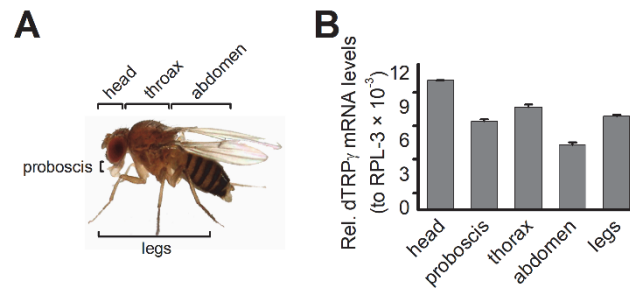 A
head
throax
abdomen
proboscis
legs
B
Rel. dTRPγ mRNA levels
(to RPL-3 × 10⁻³)
12
9
6
3
0
head
proboscis
thorax
abdomen
legs